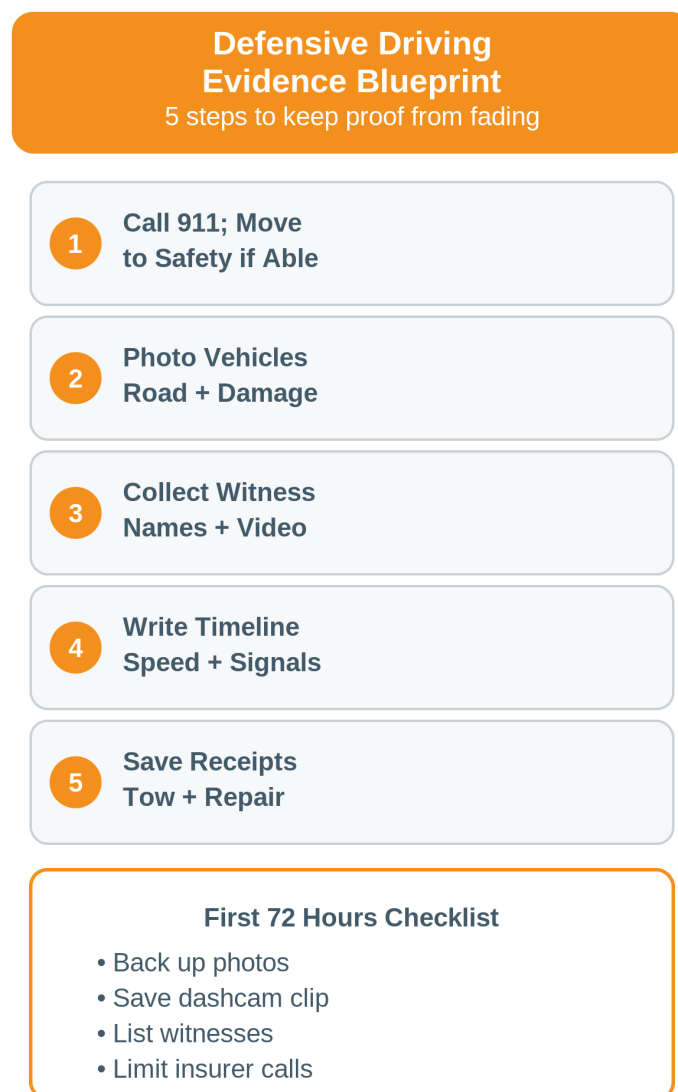 Defensive Driving
Evidence Blueprint
5 steps to keep proof from fading
1
Call 911; Move
to Safety if Able
2
Photo Vehicles
Road + Damage
3
Collect Witness
Names + Video
4
Write Timeline
Speed + Signals
5
Save Receipts
Tow + Repair
First 72 Hours Checklist
• Back up photos
• Save dashcam clip
• List witnesses
• Limit insurer calls